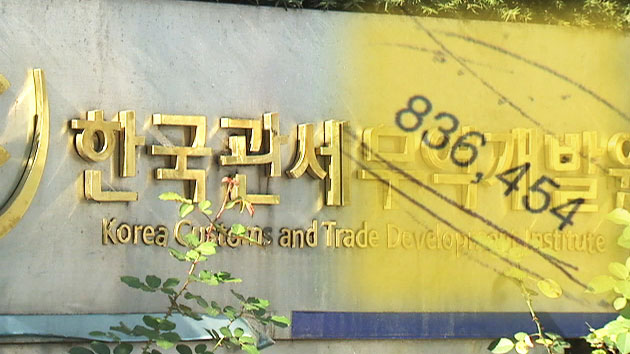 한국관세무역개발원
Korea Customs and Trade Development Institute
836,454